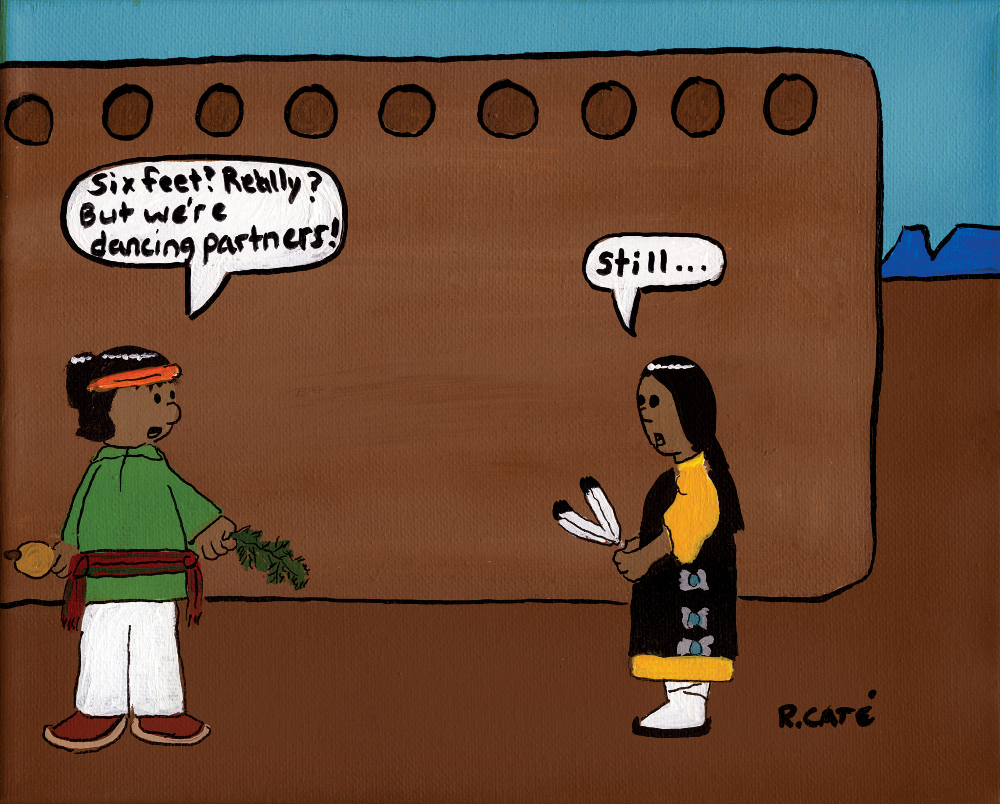 Six feet? Really?
But we're
dancing partners!
Still...
R.CATÉ